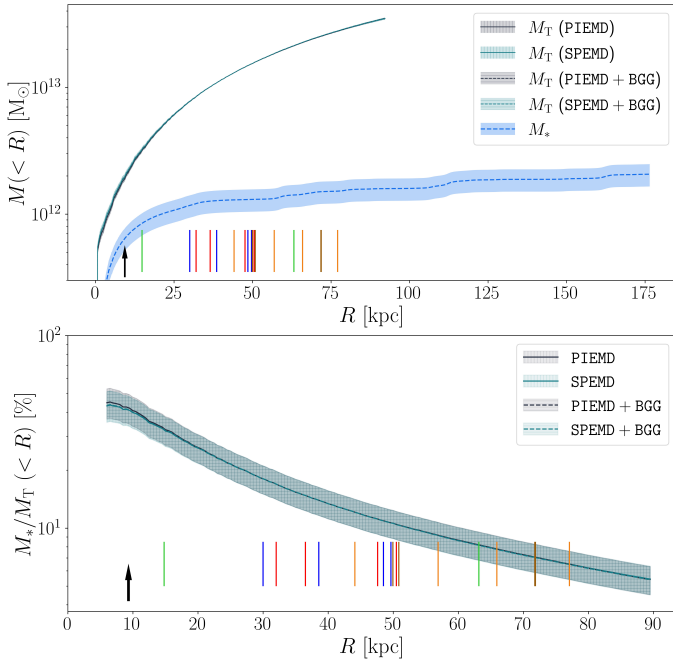 M_T (PIEMD)
M_T (SPEMD)
M_T (PIEMD + BGG)
M_T (SPEMD + BGG)
M_*
M(< R) [M_⊙]
10^13
10^12
0 25 50 75 100 125 150 175
R [kpc]
PIEMD
SPEMD
PIEMD + BGG
SPEMD + BGG
M_*/M_T (< R) [%]
10^2
10^1
0 10 20 30 40 50 60 70 80 90
R [kpc]